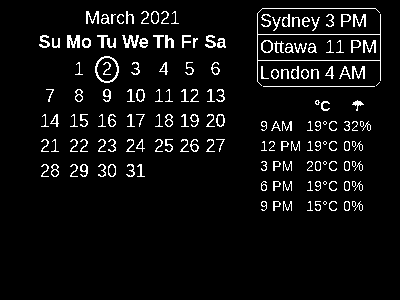 March 2021
Su Mo Tu We Th Fr Sa
1 2 3 4 5 6
7 8 9 10 11 12 13
14 15 16 17 18 19 20
21 22 23 24 25 26 27
28 29 30 31
Sydney 3 PM
Ottawa 11 PM
London 4 AM
°C ☂
9 AM 19°C 32%
12 PM 19°C 0%
3 PM 20°C 0%
6 PM 19°C 0%
9 PM 15°C 0%